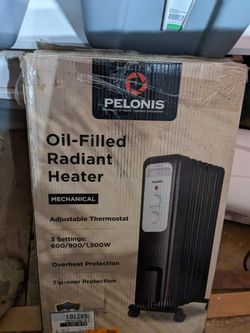 PELONIS
Oil-Filled
Radiant
Heater
MECHANICAL
Adjustable Thermostat
3 Settings:
600/900/1,500W
Overheat Protection
Tip-over Protection